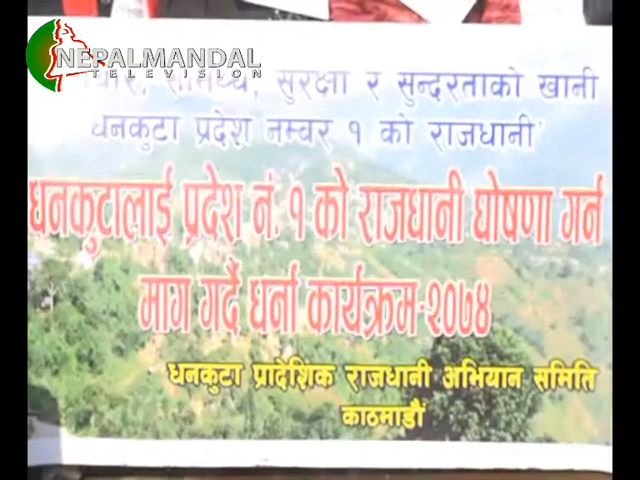 NEPALMANDAL
TELEVISION
सुरक्षा र सुन्दरताको खानी
धनकुटा प्रदेश नम्वर १ को राजधानी'
धनकुटालाई प्रदेश नं. १ को राजधानी घोषणा गर्न
माग गर्दै धर्ना कार्यक्रम-२०७४
धनकुटा प्रादेशिक राजधानी अभियान समिति
काठमाडौं